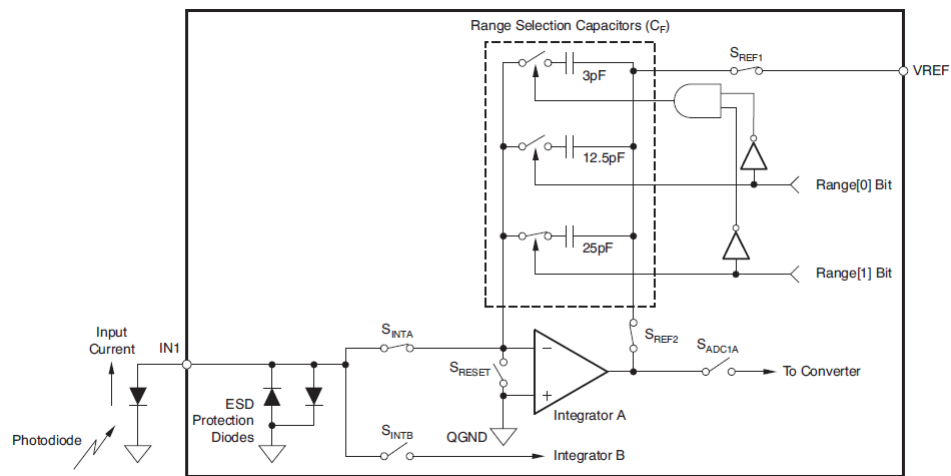 Range Selection Capacitors (CF)
SREF1
VREF
3pF
12.5pF
Range[0] Bit
25pF
Range[1] Bit
Input
Current
IN1
SINTA
SREF2
SADC1A
SRESET
To Converter
ESD
Protection
Diodes
Integrator A
Photodiode
SINTB
QGND
Integrator B